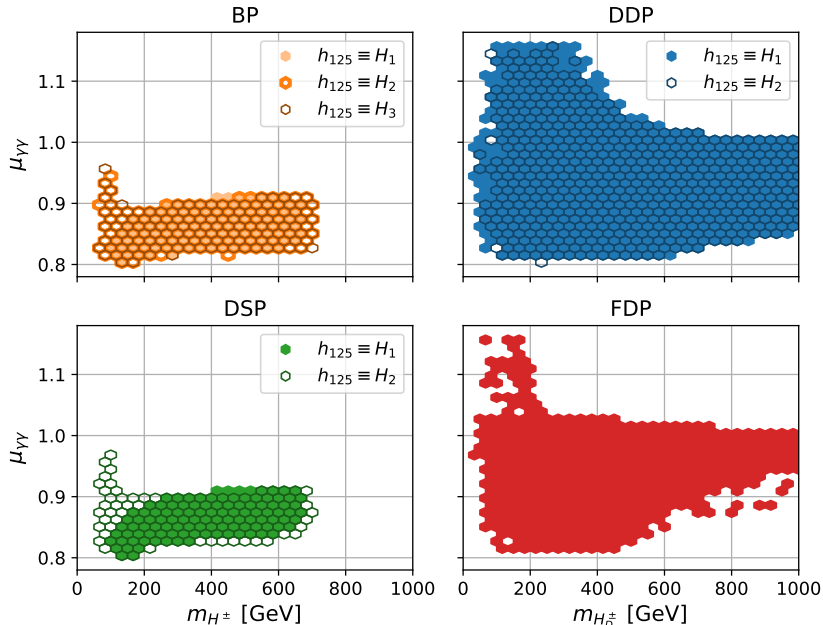 BP
DDP
h₁₂₅ ≡ H₁
h₁₂₅ ≡ H₂
h₁₂₅ ≡ H₃
h₁₂₅ ≡ H₁
h₁₂₅ ≡ H₂
μγγ
1.1
1.0
0.9
0.8
DSP
FDP
h₁₂₅ ≡ H₁
h₁₂₅ ≡ H₂
μγγ
1.1
1.0
0.9
0.8
0 200 400 600 800 1000
0 200 400 600 800 1000
m_H± [GeV]
m_H_D± [GeV]